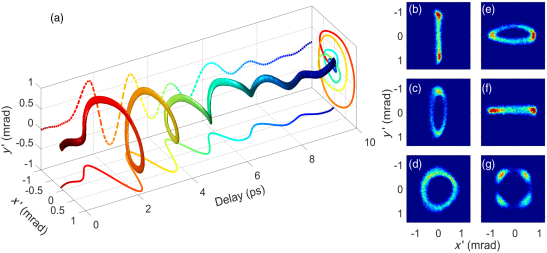 (a)
1
0.5
0
-0.5
-1
y' (mrad)
-1
-0.5
0
0.5
1
x' (mrad)
0
2
4
6
8
10
Delay (ps)
(b)
(e)
-1
0
1
(c)
(f)
-1
0
1
y' (mrad)
(d)
(g)
-1
0
1
-1 0 1
-1 0 1
x' (mrad)